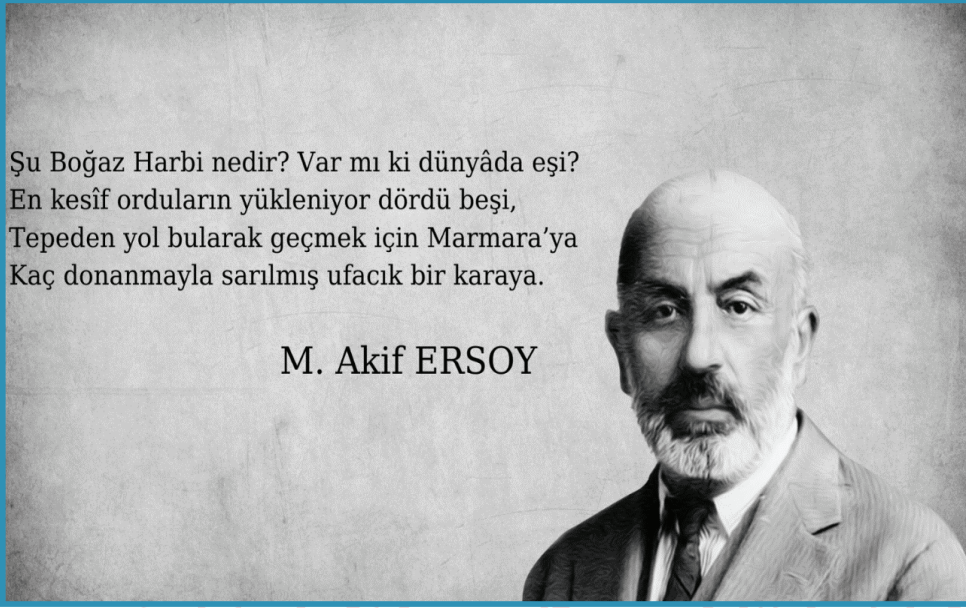 Şu Boğaz Harbi nedir? Var mı ki dünyâda eşi?
En kesîf orduların yükleniyor dördü beşi,
Tepeden yol bularak geçmek için Marmara’ya
Kaç donanmayla sarılmış ufacık bir karaya.
M. Akif ERSOY